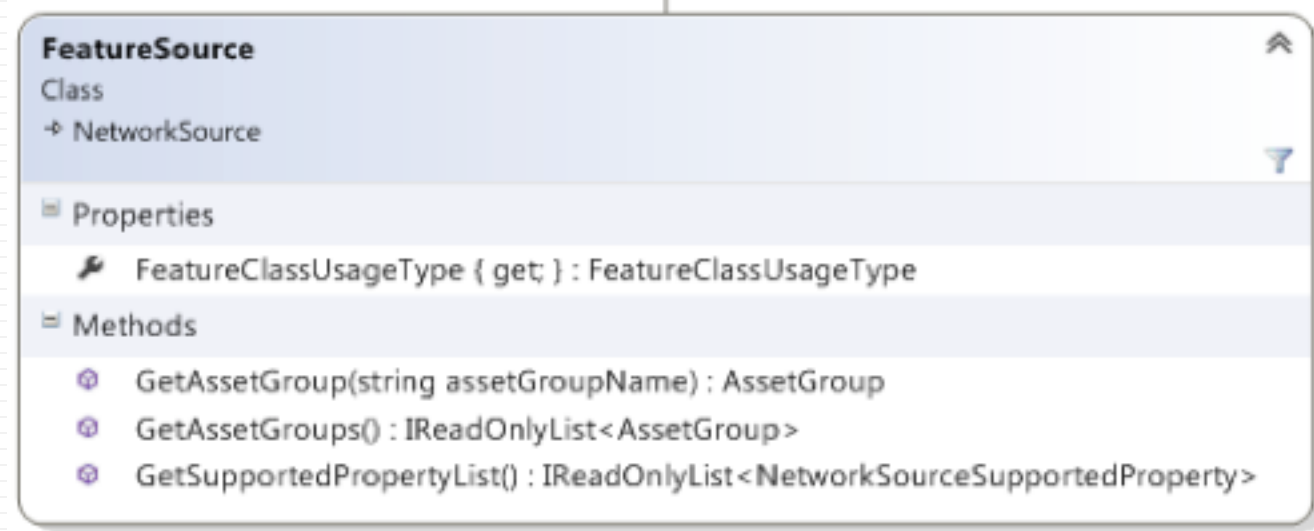 FeatureSource
Class
NetworkSource
Properties
FeatureClassUsageType { get; } : FeatureClassUsageType
Methods
GetAssetGroup(string assetGroupName) : AssetGroup
GetAssetGroups() : IReadOnlyList<AssetGroup>
GetSupportedPropertyList() : IReadOnlyList<NetworkSourceSupportedProperty>